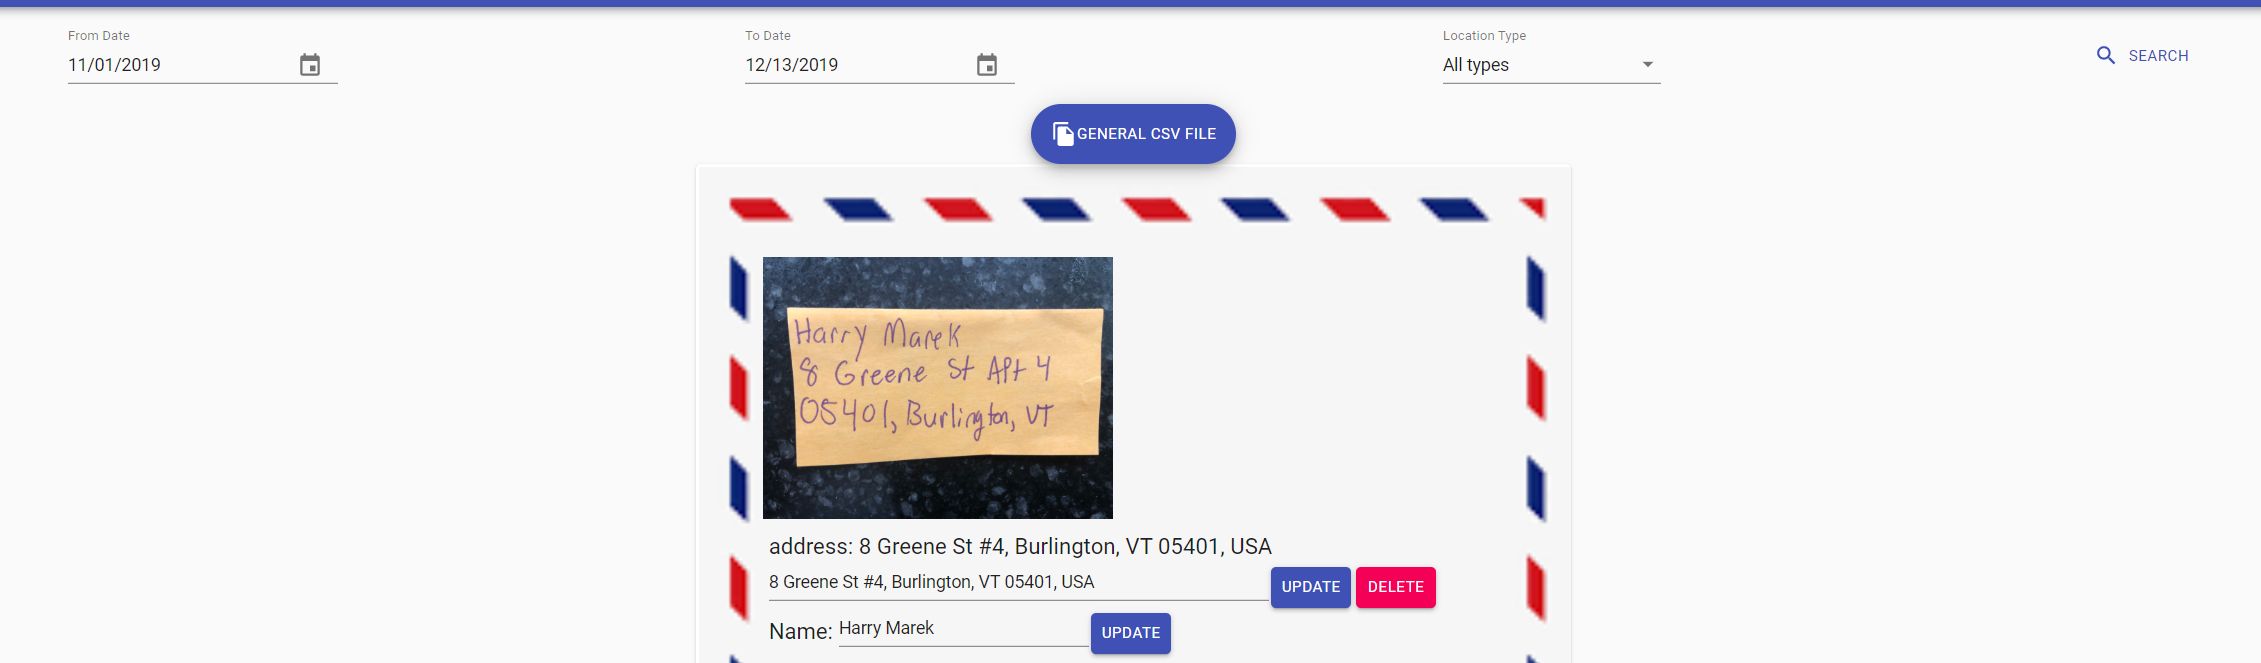 From Date
11/01/2019
To Date
12/13/2019
Location Type
All types
SEARCH
GENERAL CSV FILE
Harry Marek
8 Greene St Apt 4
05401, Burlington, VT
address: 8 Greene St #4, Burlington, VT 05401, USA
8 Greene St #4, Burlington, VT 05401, USA
UPDATE
DELETE
Name: Harry Marek
UPDATE